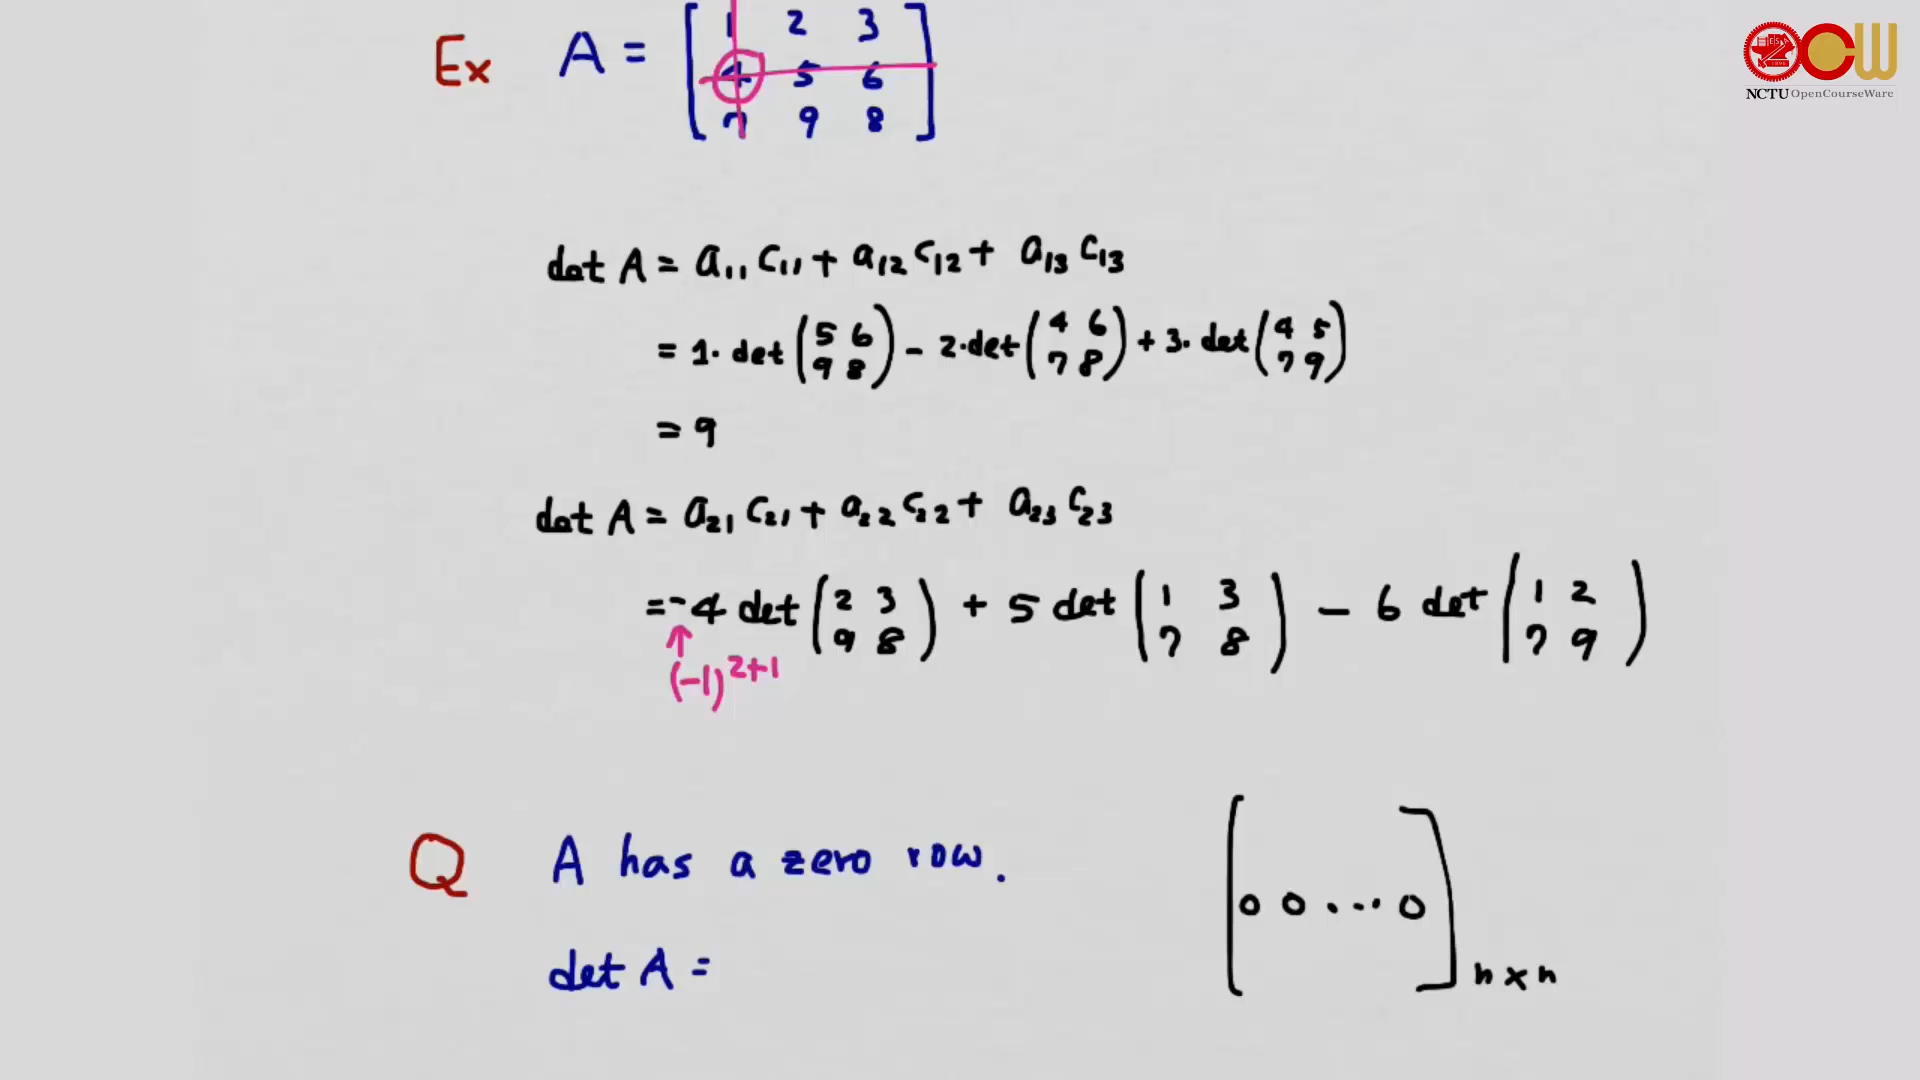 Ex A = [ 1 2 3
4 5 6
7 9 8 ]
NCTU OpenCourseWare
det A = a₁₁ c₁₁ + a₁₂ c₁₂ + a₁₃ c₁₃
= 1· det (5 6 9 8) - 2·det (4 6 7 8) + 3· det (4 5 7 9)
= 9
det A = a₂₁ c₂₁ + a₂₂ c₂₂ + a₂₃ c₂₃
= -4 det (2 3 9 8) + 5 det (1 3 7 8) - 6 det (1 2 7 9)
↑
(-1)²⁺¹
Q A has a zero row.
[0 0 ... 0] n×n
det A =